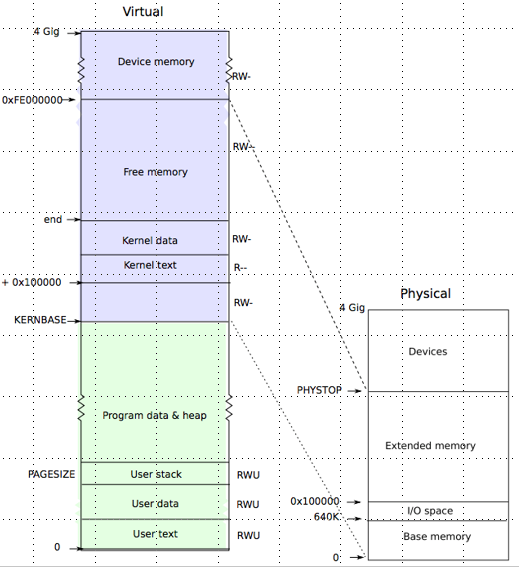 Virtual
4 Gig
Device memory
RW-
0xFE000000
RW--
Free memory
end
Kernel data
RW-
Kernel text
R--
+ 0x100000
RW-
KERNBASE
Program data & heap
PAGESIZE
User stack
RWU
User data
RWU
User text
RWU
0
Physical
4 Gig
Devices
PHYSTOP
Extended memory
0x100000
I/O space
640K
Base memory
0